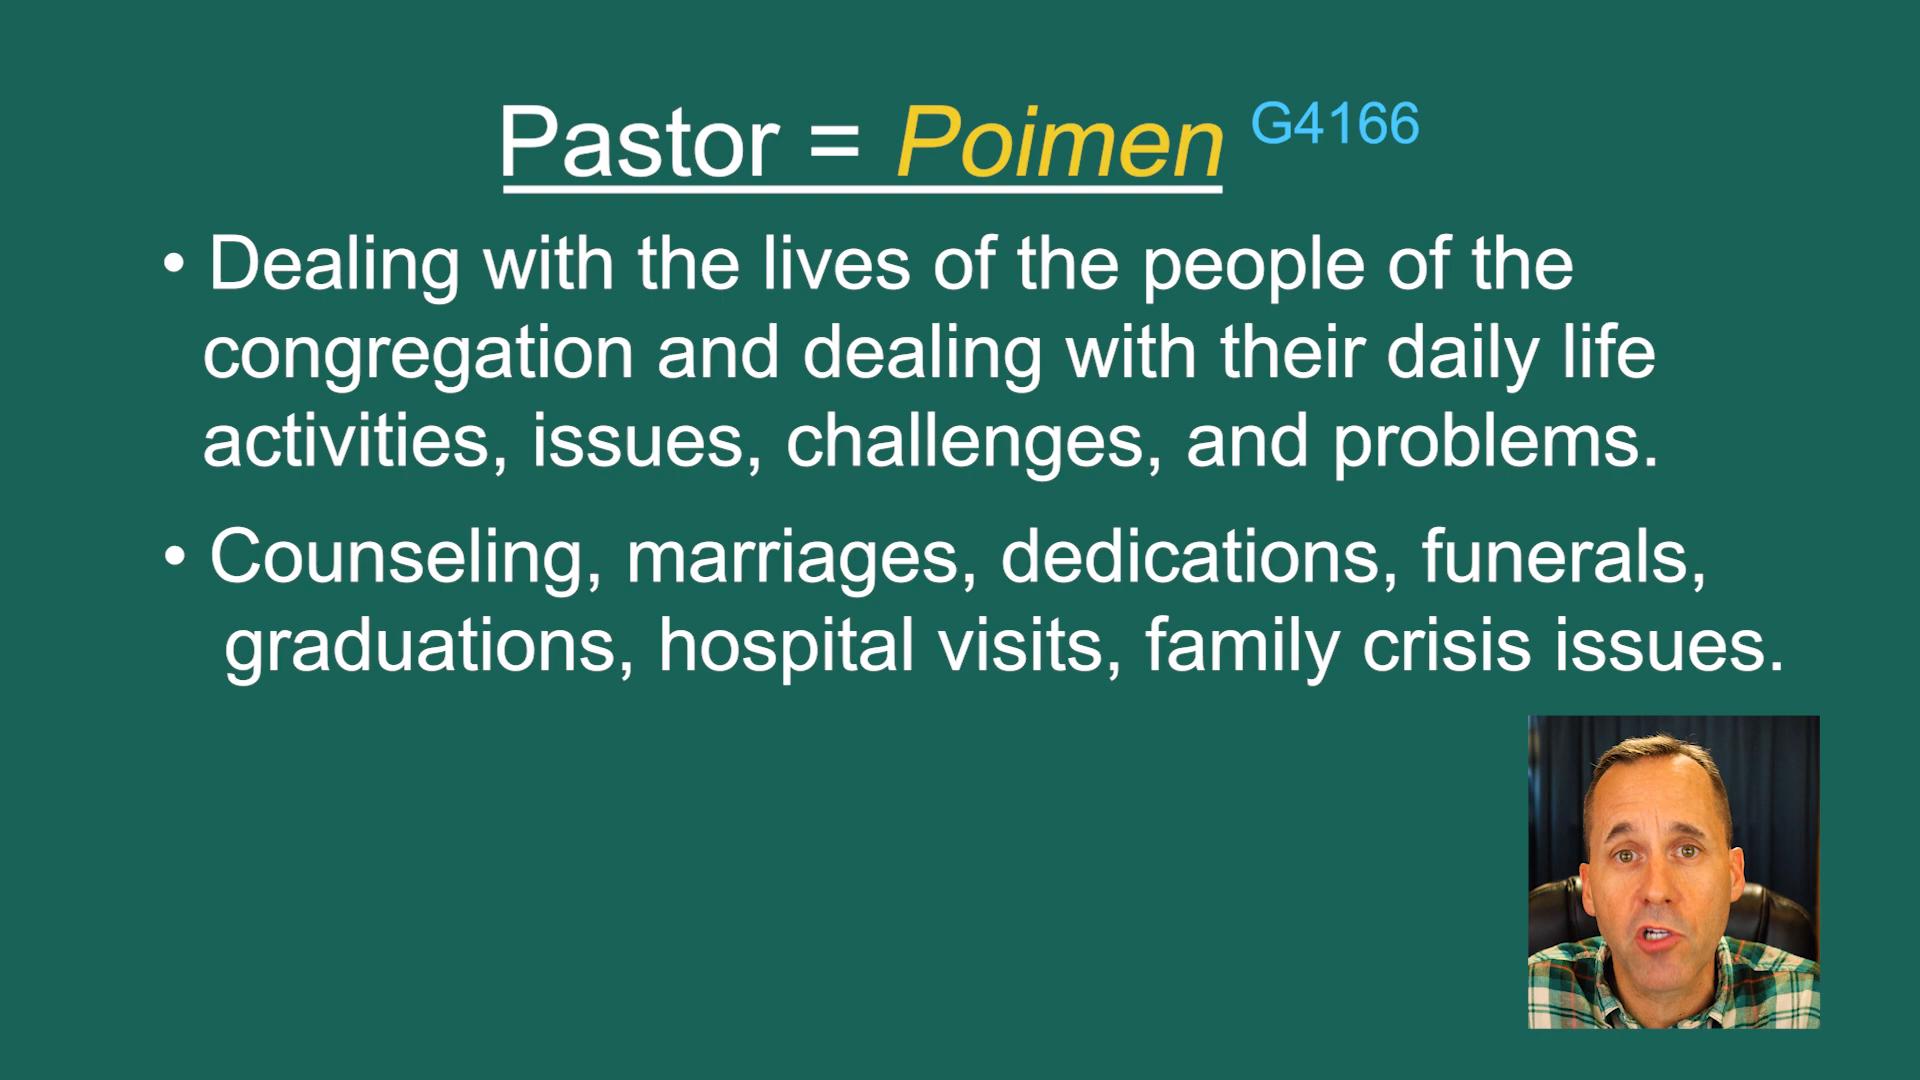 Pastor = Poimen G4166
• Dealing with the lives of the people of the
congregation and dealing with their daily life
activities, issues, challenges, and problems.
• Counseling, marriages, dedications, funerals,
graduations, hospital visits, family crisis issues.